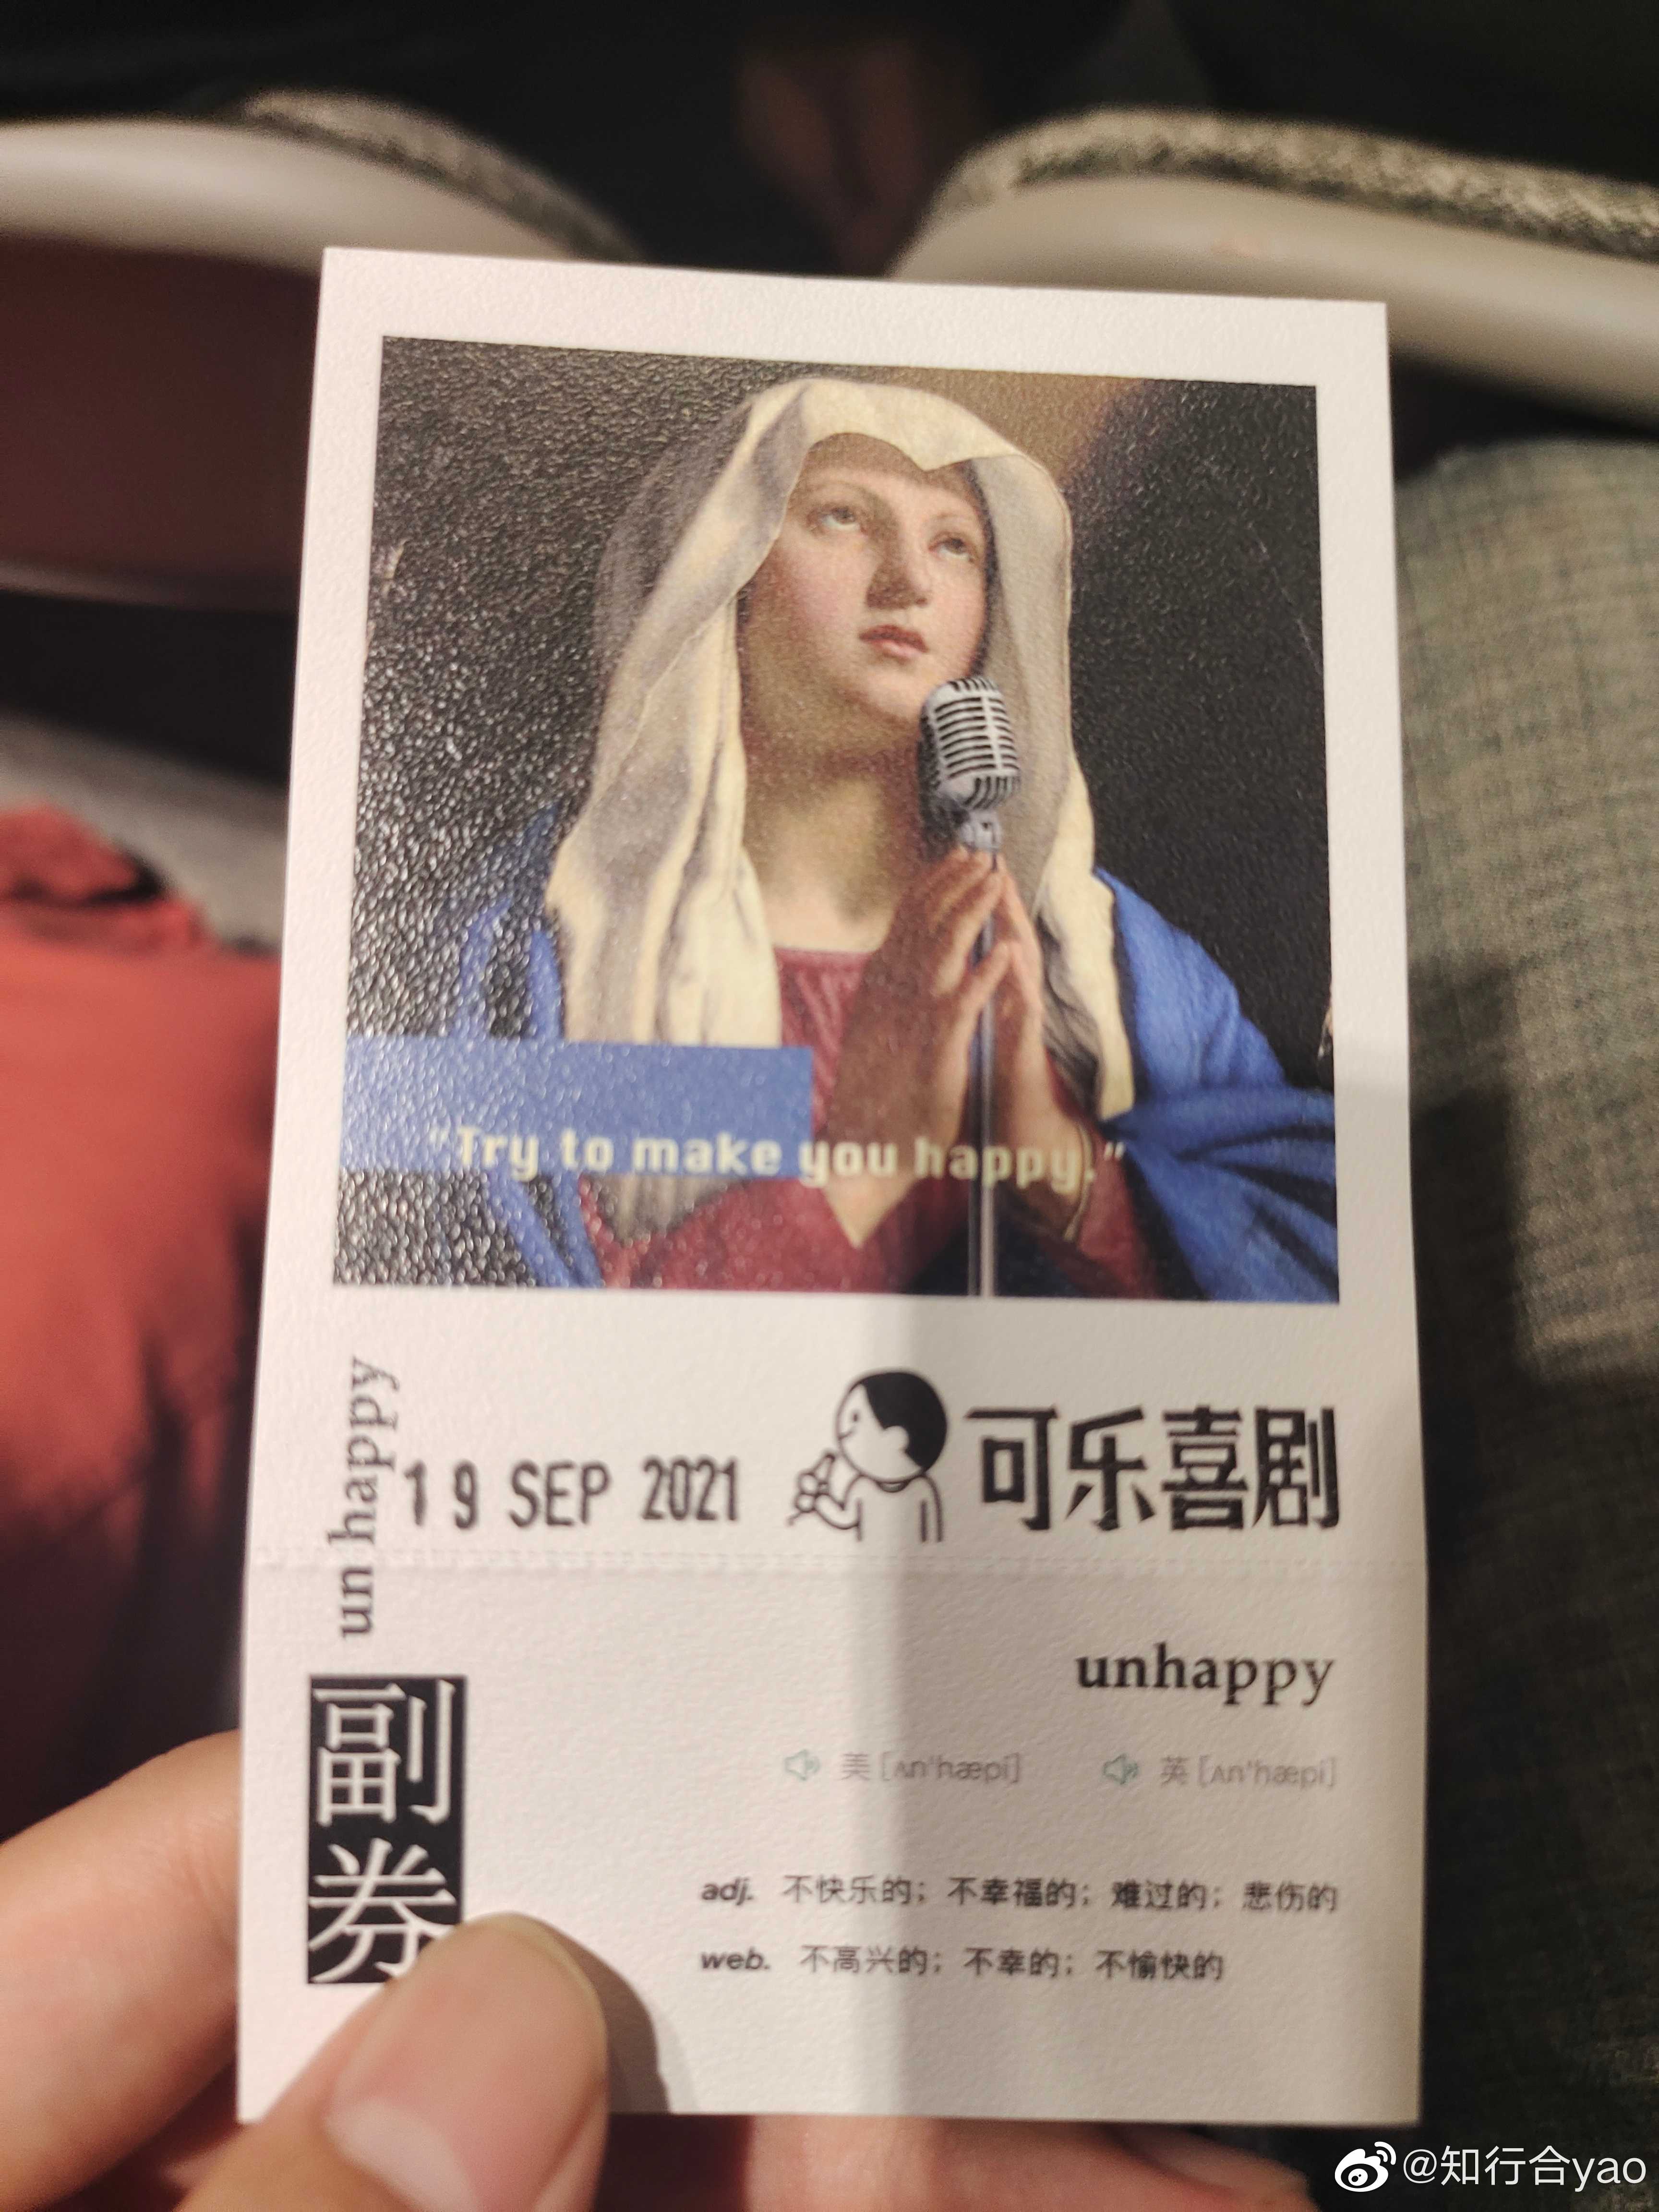 "Try to make you happy."
un happy
19 SEP 2021
可乐喜剧
副券
unhappy
美 [ʌn'hæpi] 英 [ʌn'hæpi]
adj. 不快乐的；不幸福的；难过的；悲伤的
web. 不高兴的；不幸的；不愉快的
@知行合yao